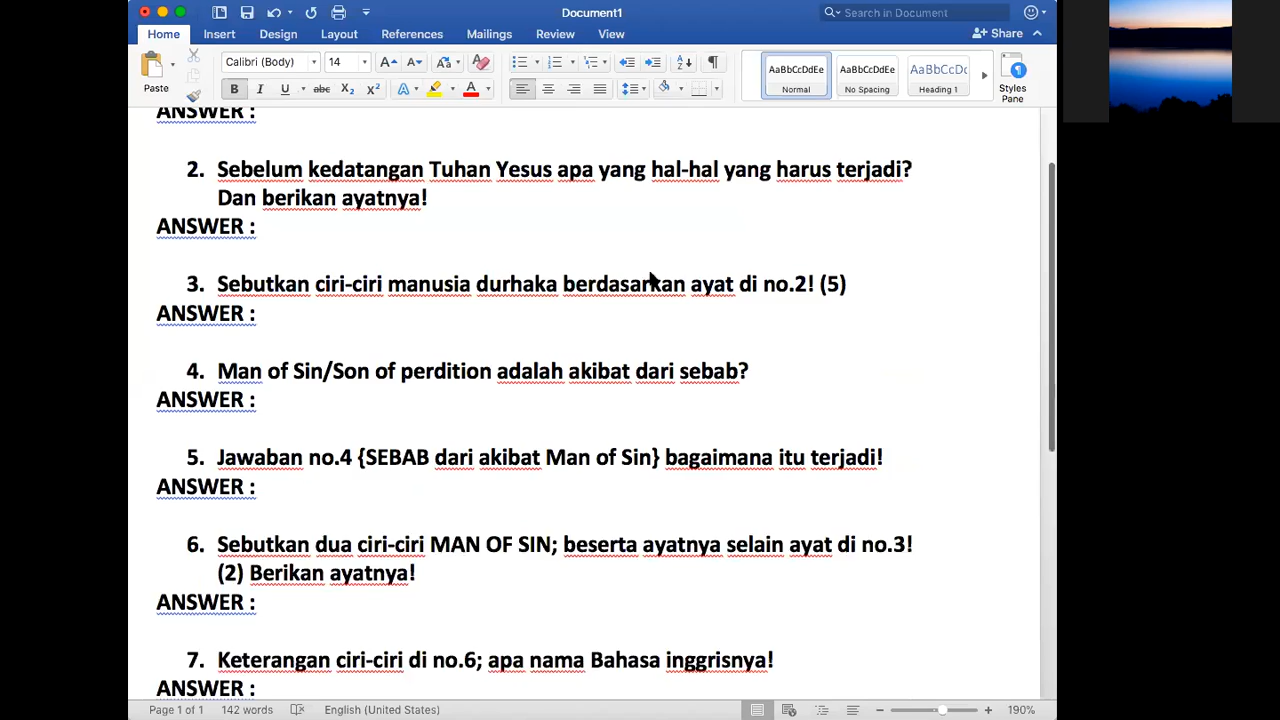 Document1
Search in Document
Home Insert Design Layout References Mailings Review View
Share
Paste
Calibri (Body) 14
AaBbCcDdEe AaBbCcDdEe AaBbCcDc
Normal No Spacing Heading 1
Styles Pane
ANSWER :
2. Sebelum kedatangan Tuhan Yesus apa yang hal-hal yang harus terjadi?
Dan berikan ayatnya!
ANSWER :
3. Sebutkan ciri-ciri manusia durhaka berdasarkan ayat di no.2! (5)
ANSWER :
4. Man of Sin/Son of perdition adalah akibat dari sebab?
ANSWER :
5. Jawaban no.4 {SEBAB dari akibat Man of Sin} bagaimana itu terjadi!
ANSWER :
6. Sebutkan dua ciri-ciri MAN OF SIN; beserta ayatnya selain ayat di no.3!
(2) Berikan ayatnya!
ANSWER :
7. Keterangan ciri-ciri di no.6; apa nama Bahasa inggrisnya!
ANSWER :
Page 1 of 1 142 words English (United States) 190%